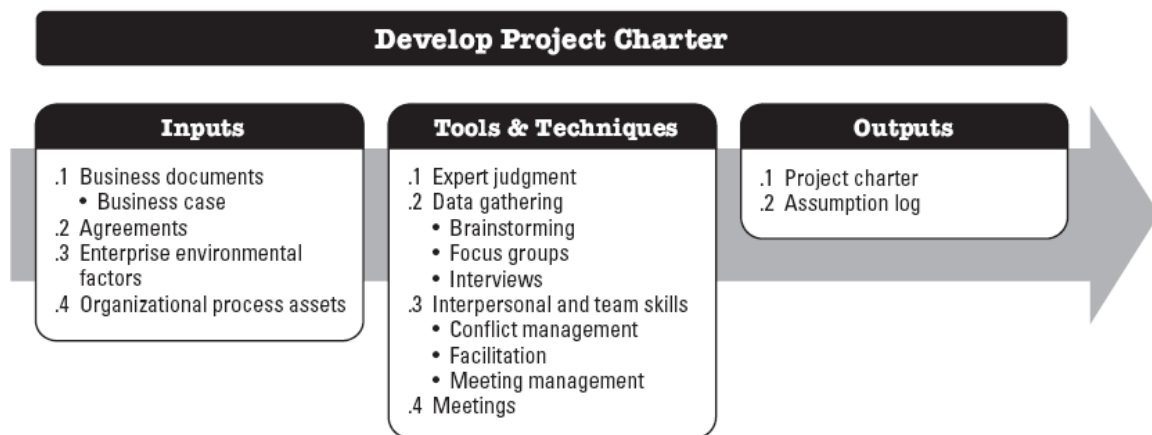 Develop Project Charter
Inputs
.1 Business documents
• Business case
.2 Agreements
.3 Enterprise environmental
factors
.4 Organizational process assets
Tools & Techniques
.1 Expert judgment
.2 Data gathering
• Brainstorming
• Focus groups
• Interviews
.3 Interpersonal and team skills
• Conflict management
• Facilitation
• Meeting management
.4 Meetings
Outputs
.1 Project charter
.2 Assumption log